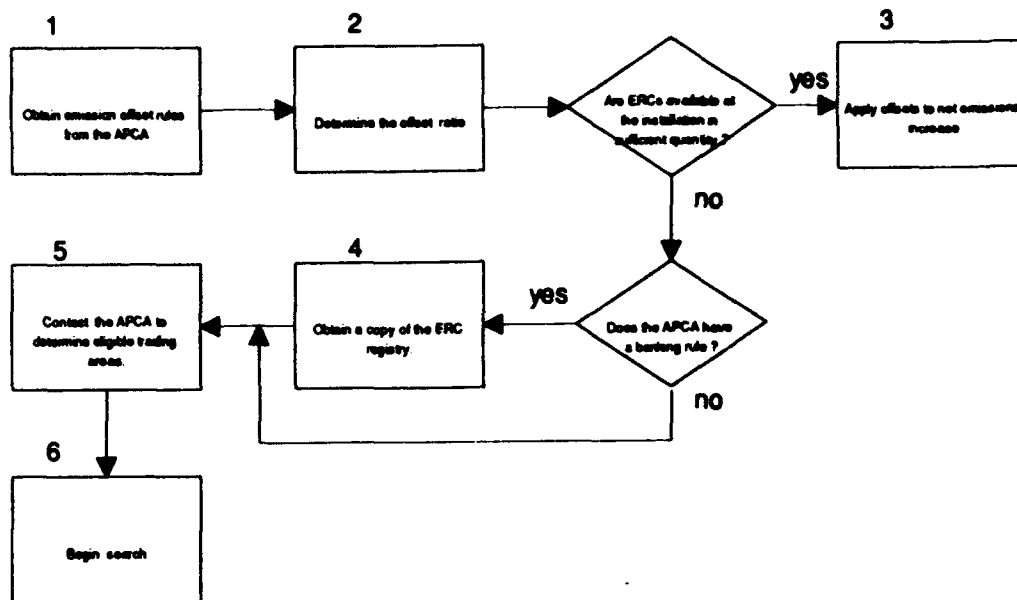 1
Obtain emission offset rules
from the APCA
2
Determine the offset ratio
Are ERCs available at
the installation in
sufficient quantity ?
yes
3
Apply offsets to net emissions
increase
no
5
Contact the APCA to
determine eligible trading
areas.
4
Obtain a copy of the ERC
registry.
yes
Does the APCA have
a banking rule ?
no
6
Begin search